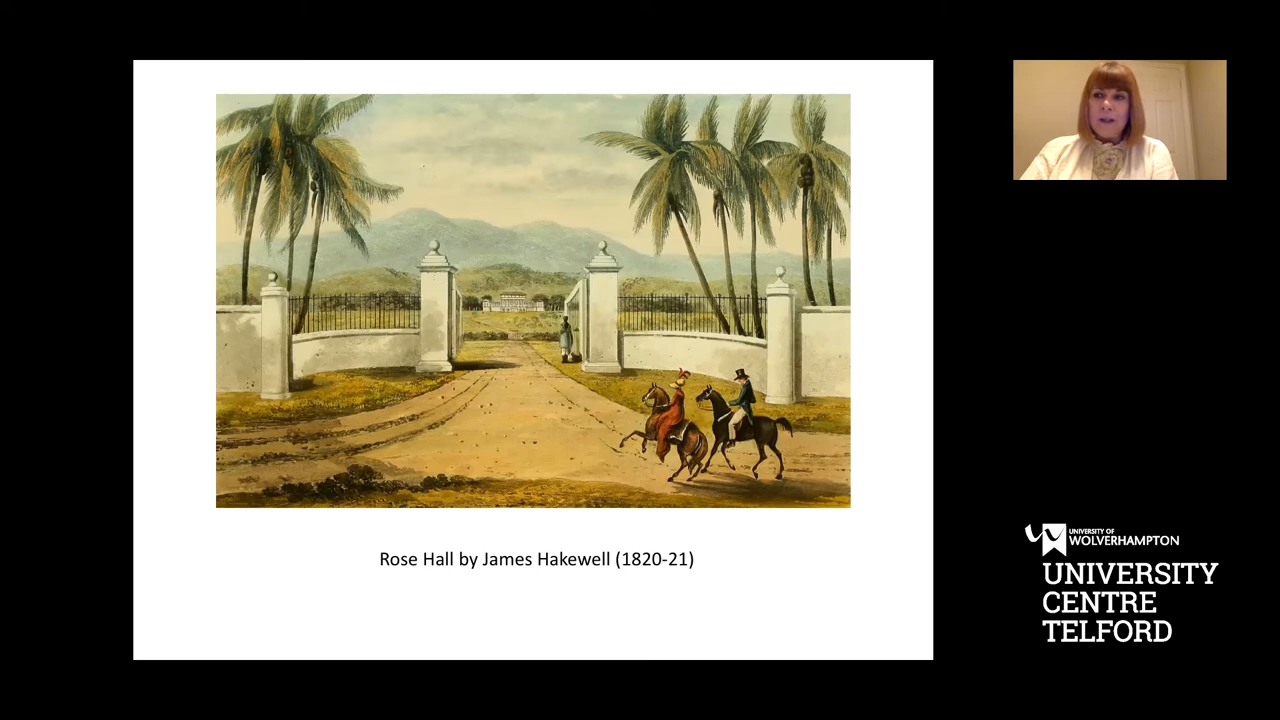 Rose Hall by James Hakewell (1820-21)
UNIVERSITY OF
WOLVERHAMPTON
UNIVERSITY
CENTRE
TELFORD